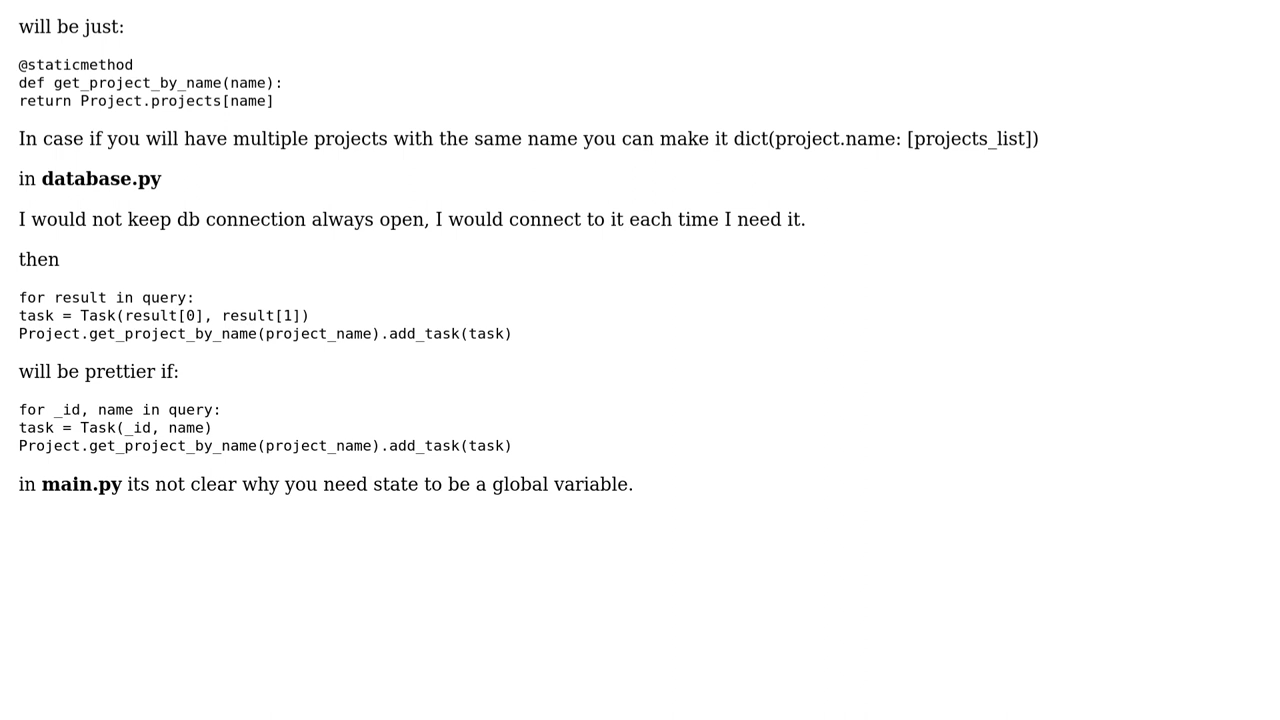 will be just:
@staticmethod
def get_project_by_name(name):
return Project.projects[name]
In case if you will have multiple projects with the same name you can make it dict(project.name: [projects_list])
in database.py
I would not keep db connection always open, I would connect to it each time I need it.
then
for result in query:
task = Task(result[0], result[1])
Project.get_project_by_name(project_name).add_task(task)
will be prettier if:
for _id, name in query:
task = Task(_id, name)
Project.get_project_by_name(project_name).add_task(task)
in main.py its not clear why you need state to be a global variable.